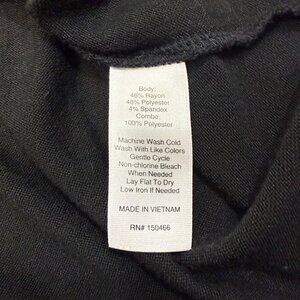 Body:
48% Rayon
48% Polyester
4% Spandex
Combo:
100% Polyester
Machine Wash Cold
Wash With Like Colors
Gentle Cycle
Non-chlorine Bleach
When Needed
Lay Flat To Dry
Low Iron If Needed
MADE IN VIETNAM
RN# 150466